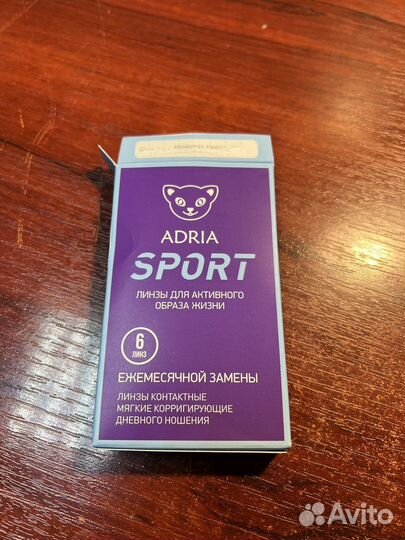 ADRIA
SPORT
ЛИНЗЫ ДЛЯ АКТИВНОГО
ОБРАЗА ЖИЗНИ
6
ЛИНЗ
ЕЖЕМЕСЯЧНОЙ ЗАМЕНЫ
ЛИНЗЫ КОНТАКТНЫЕ
МЯГКИЕ КОРРИГИРУЮЩИЕ
ДНЕВНОГО НОШЕНИЯ
Avito